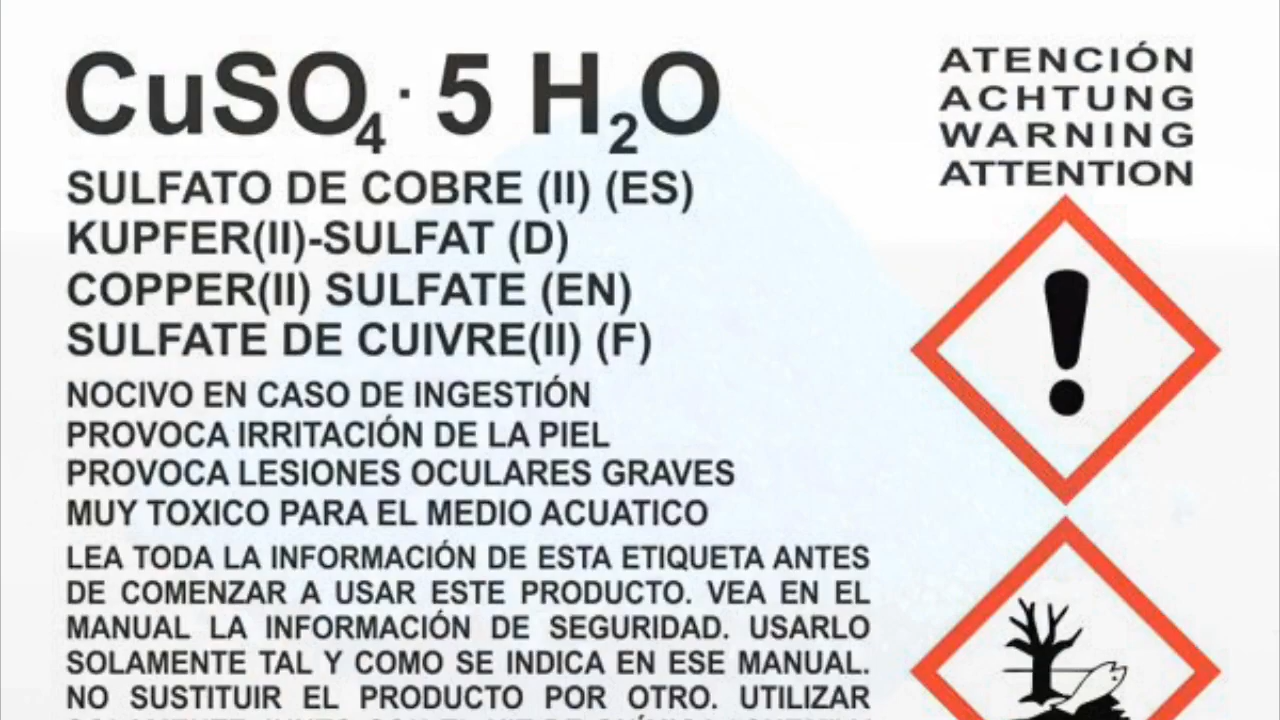 CuSO4 · 5 H2O
SULFATO DE COBRE (II) (ES)
KUPFER(II)-SULFAT (D)
COPPER(II) SULFATE (EN)
SULFATE DE CUIVRE(II) (F)
NOCIVO EN CASO DE INGESTIÓN
PROVOCA IRRITACIÓN DE LA PIEL
PROVOCA LESIONES OCULARES GRAVES
MUY TOXICO PARA EL MEDIO ACUATICO
LEA TODA LA INFORMACIÓN DE ESTA ETIQUETA ANTES
DE COMENZAR A USAR ESTE PRODUCTO. VEA EN EL
MANUAL LA INFORMACIÓN DE SEGURIDAD. USARLO
SOLAMENTE TAL Y COMO SE INDICA EN ESE MANUAL.
NO SUSTITUIR EL PRODUCTO POR OTRO. UTILIZAR
ATENCIÓN
ACHTUNG
WARNING
ATTENTION